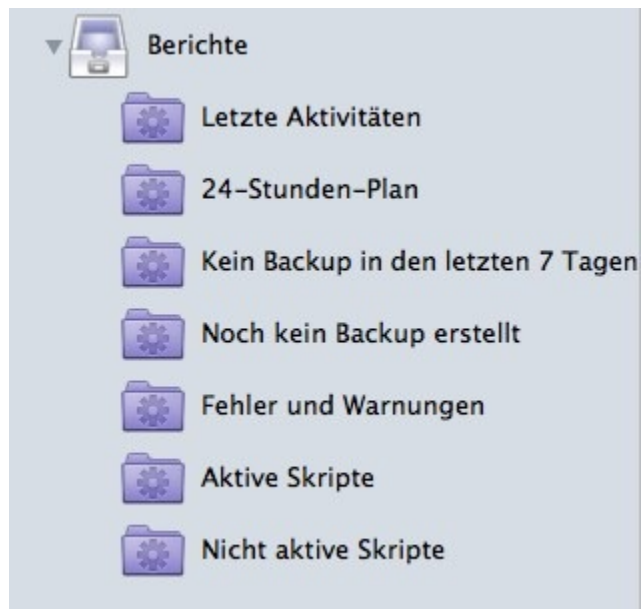 Berichte
Letzte Aktivitäten
24-Stunden-Plan
Kein Backup in den letzten 7 Tagen
Noch kein Backup erstellt
Fehler und Warnungen
Aktive Skripte
Nicht aktive Skripte